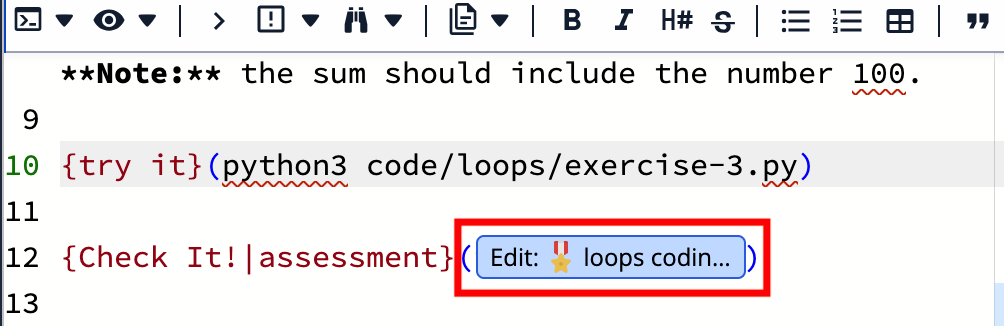 B I H# S
**Note:** the sum should include the number 100.
9
10 {try it}(python3 code/loops/exercise-3.py)
11
12 {Check It!|assessment}(Edit: 🎖 loops codin...)
13